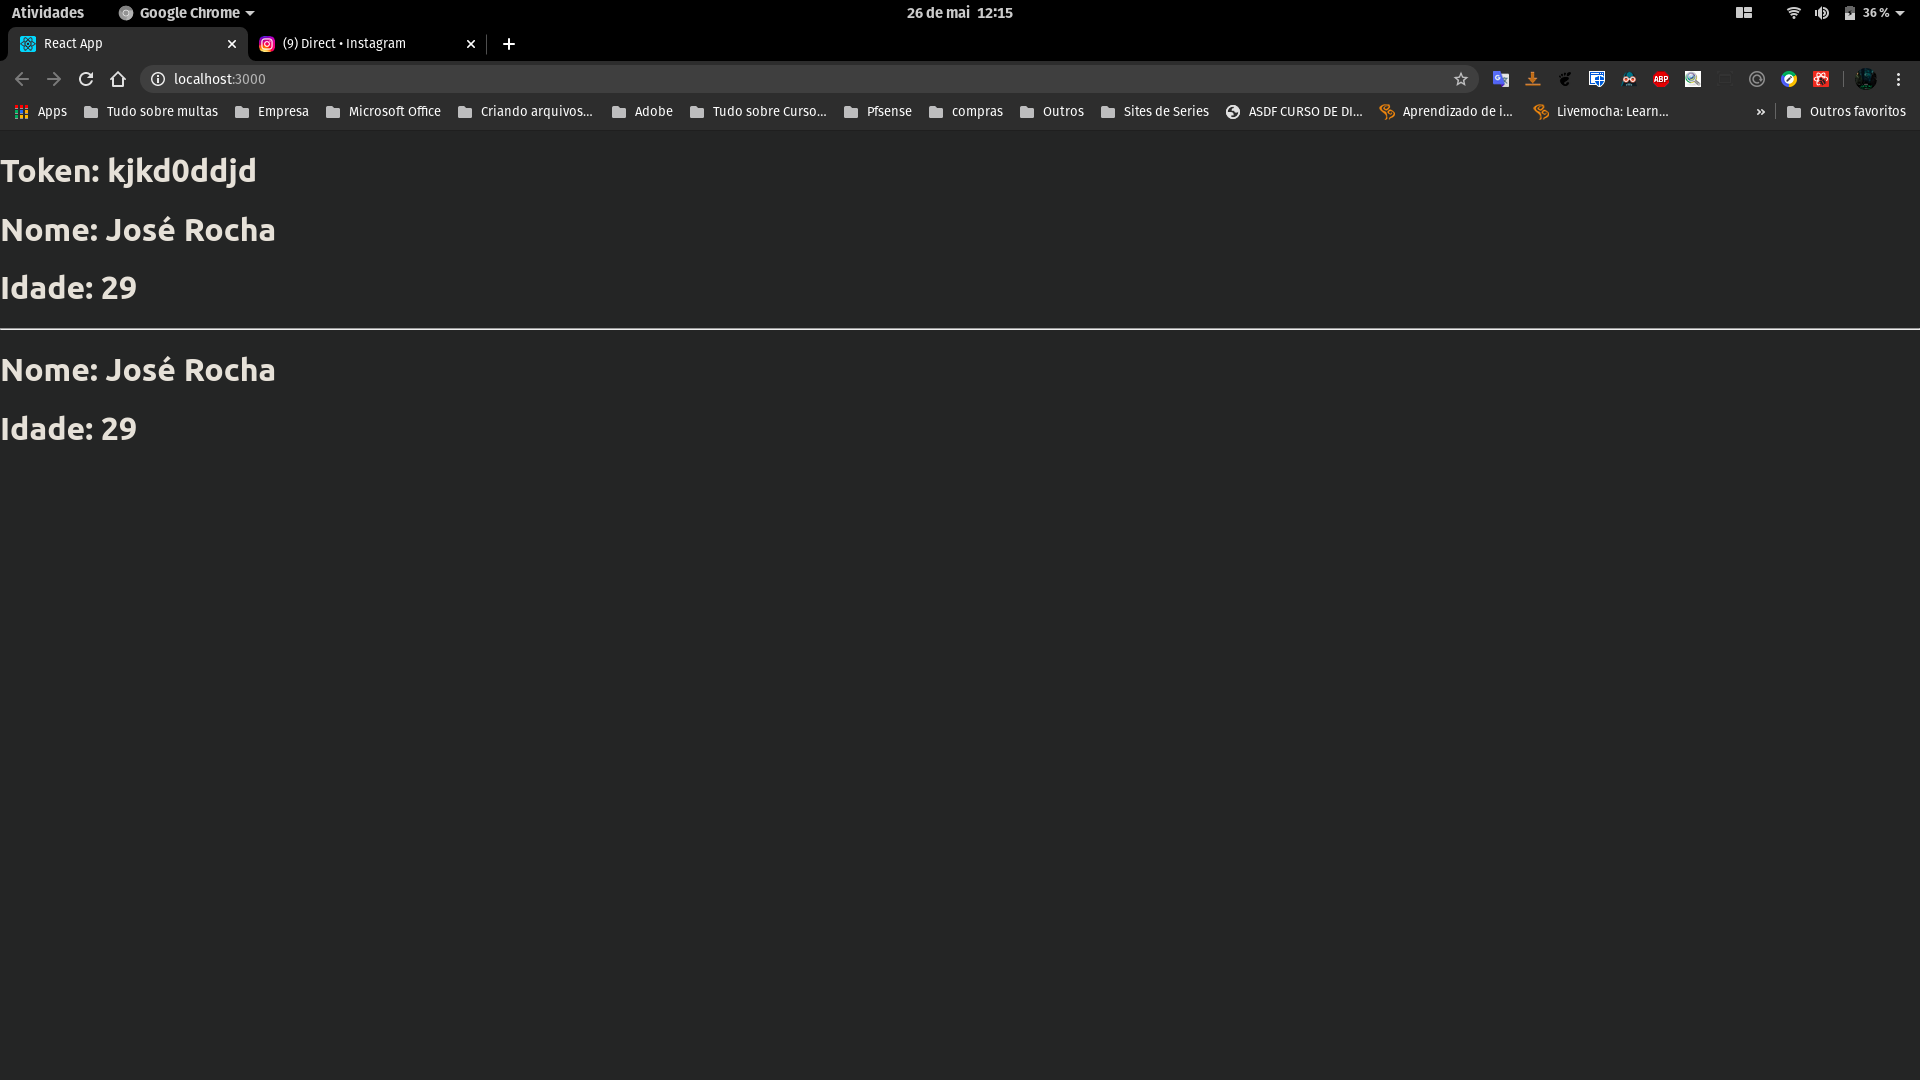 Atividades Google Chrome 26 de mai 12:15 36 %
React App (9) Direct • Instagram
localhost:3000 ABP
Apps Tudo sobre multas Empresa Microsoft Office Criando arquivos... Adobe Tudo sobre Curso... Pfsense compras Outros Sites de Series ASDF CURSO DE DI... Aprendizado de i... Livemocha: Learn... » Outros favoritos
Token: kjkd0ddjd
Nome: José Rocha
Idade: 29
Nome: José Rocha
Idade: 29